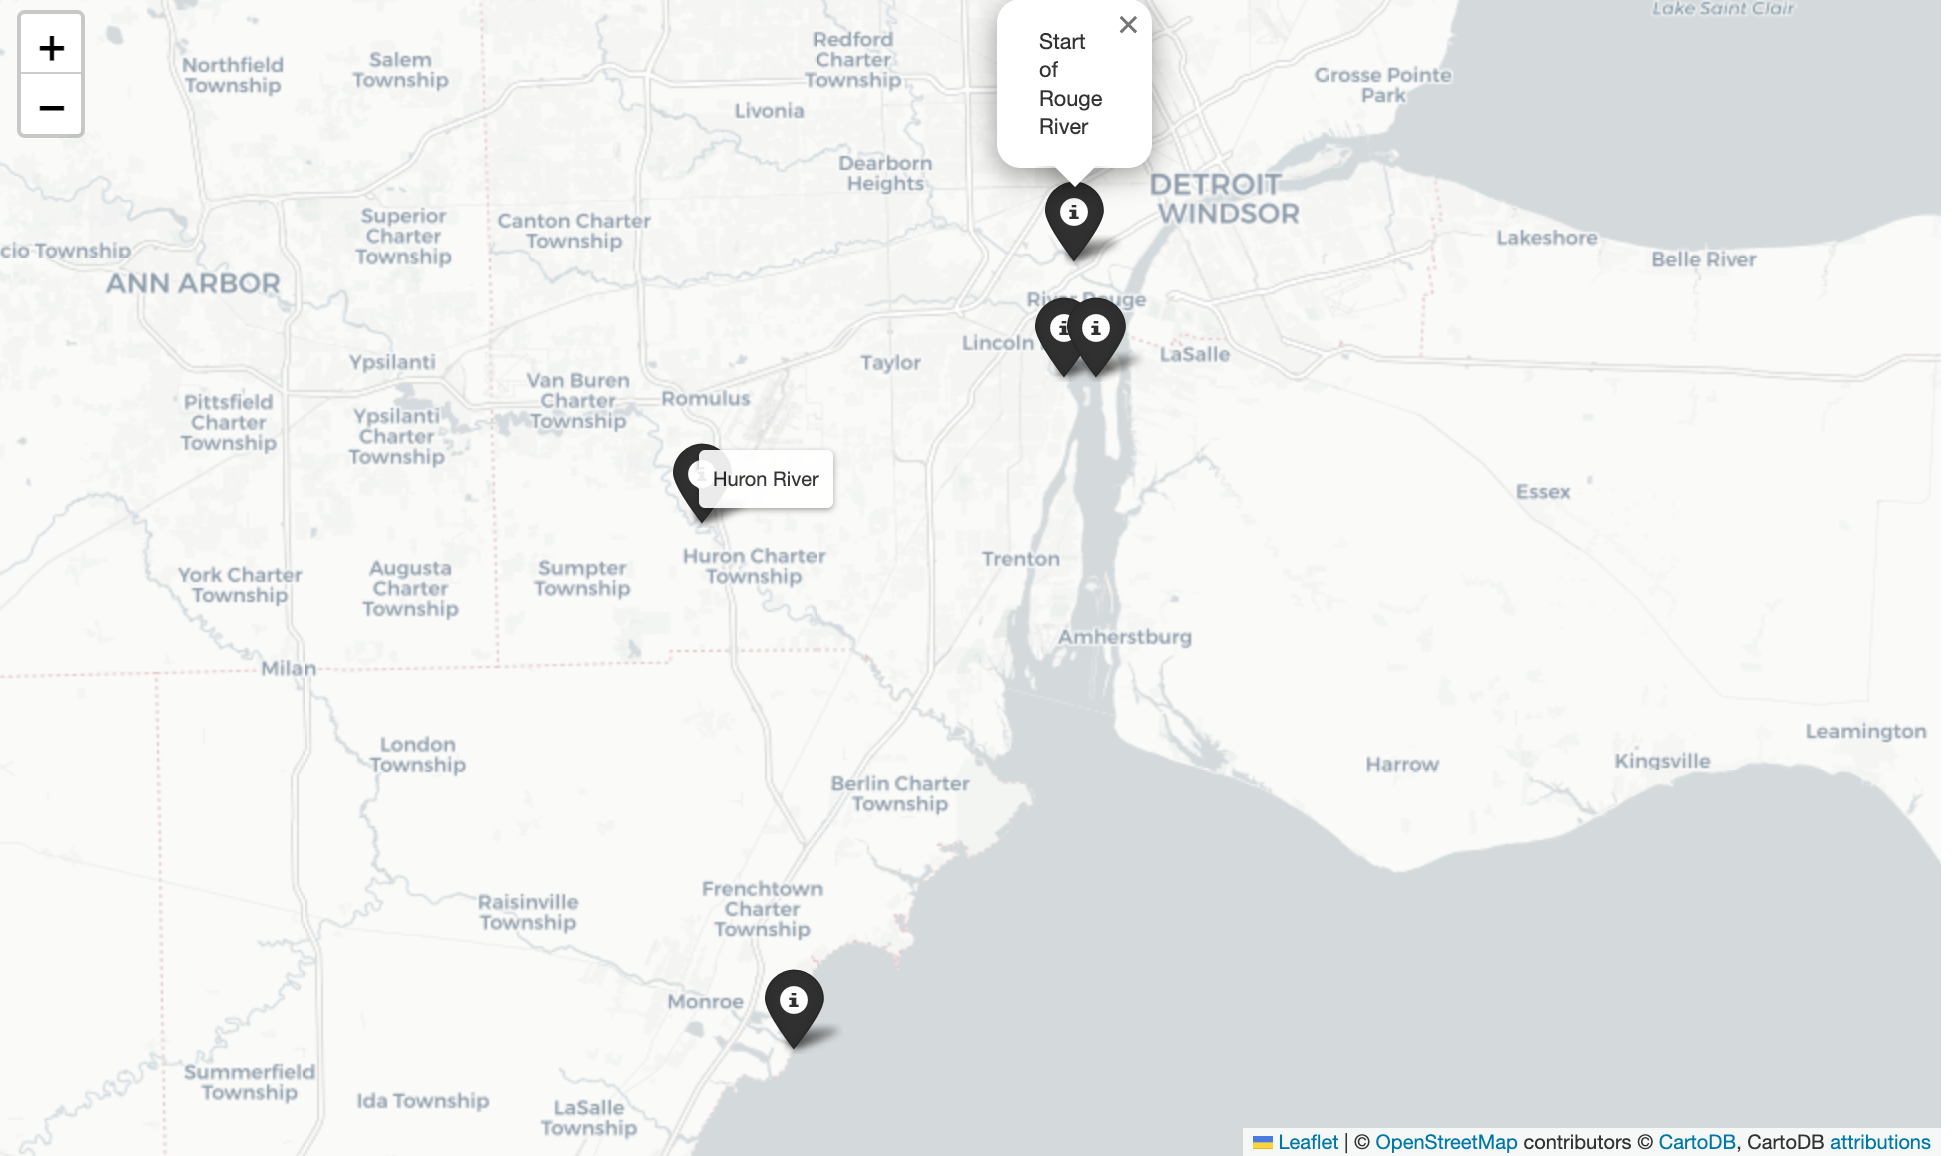 +
−
Lake Saint Clair
Northfield
Township
Salem
Township
Redford
Charter
Township
Livonia
×
Start
of
Rouge
River
Grosse Pointe
Park
Dearborn
Heights
DETROIT
WINDSOR
Superior
Charter
Township
Canton Charter
Township
cio Township
ANN ARBOR
Lakeshore
Belle River
River Rouge
Lincoln
LaSalle
Ypsilanti
Taylor
Van Buren
Charter
Township
Romulus
Pittsfield
Charter
Township
Ypsilanti
Charter
Township
Huron River
Essex
Huron Charter
Township
Trenton
York Charter
Township
Augusta
Charter
Township
Sumpter
Township
Amherstburg
Milan
London
Township
Berlin Charter
Township
Harrow
Kingsville
Leamington
Raisinville
Township
Frenchtown
Charter
Township
Monroe
Summerfield
Township
Ida Township
LaSalle
Township
Leaflet | © OpenStreetMap contributors © CartoDB, CartoDB attributions